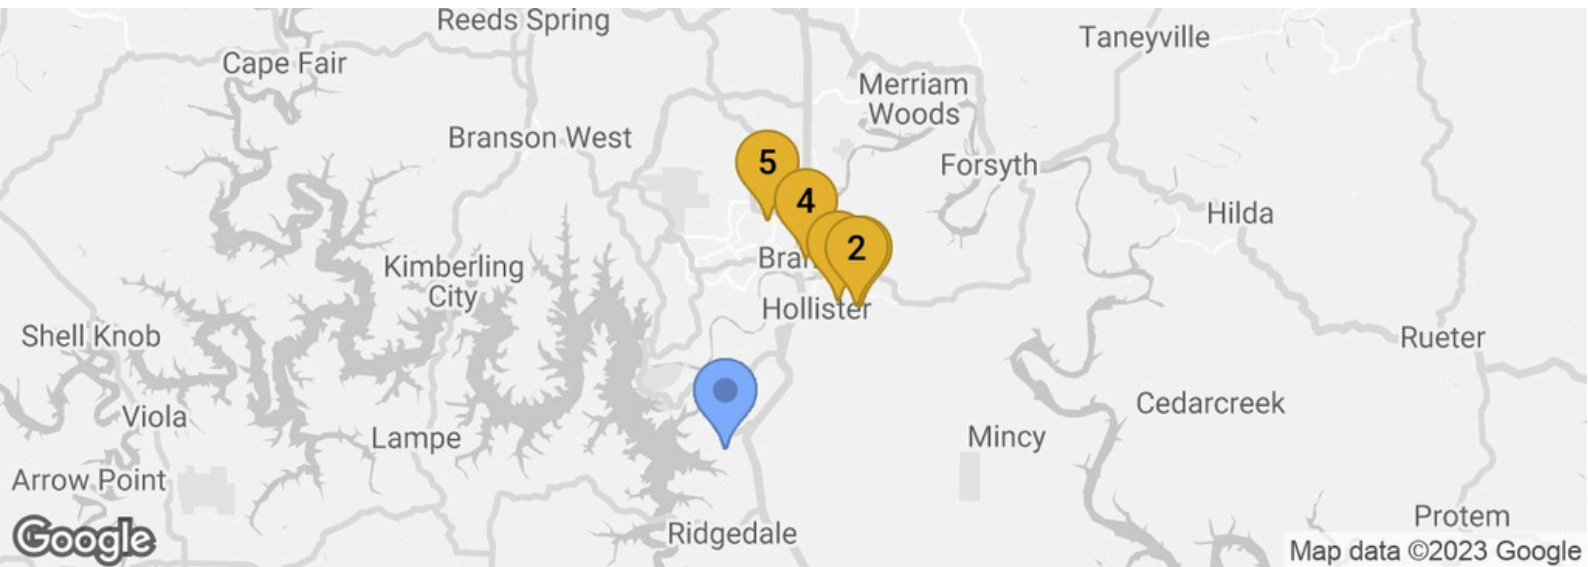 Reeds Spring
Taneyville
Cape Fair
Merriam
Woods
Branson West
5
Forsyth
4
Hilda
2
Kimberling
City
Hollister
Shell Knob
Rueter
Cedarcreek
Viola
Lampe
Mincy
Arrow Point
Protem
Ridgedale
Google
Map data ©2023 Google